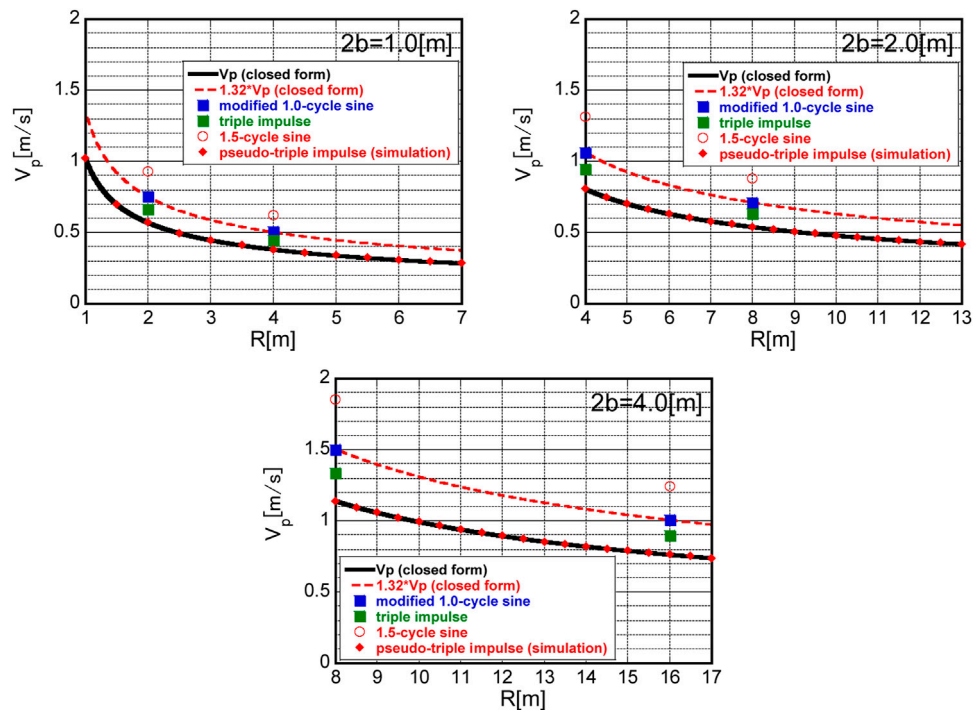 2b=1.0[m]
Vp (closed form)
1.32*Vp (closed form)
modified 1.0-cycle sine
triple impulse
1.5-cycle sine
pseudo-triple impulse (simulation)
Vp[m/s]
2
1.5
1
0.5
0
1 2 3 4 5 6 7
R[m]
2b=2.0[m]
Vp (closed form)
1.32*Vp (closed form)
modified 1.0-cycle sine
triple impulse
1.5-cycle sine
pseudo-triple impulse (simulation)
Vp[m/s]
2
1.5
1
0.5
0
4 5 6 7 8 9 10 11 12 13
R[m]
2b=4.0[m]
Vp[m/s]
2
1.5
1
0.5
0
Vp (closed form)
1.32*Vp (closed form)
modified 1.0-cycle sine
triple impulse
1.5-cycle sine
pseudo-triple impulse (simulation)
8 9 10 11 12 13 14 15 16 17
R[m]